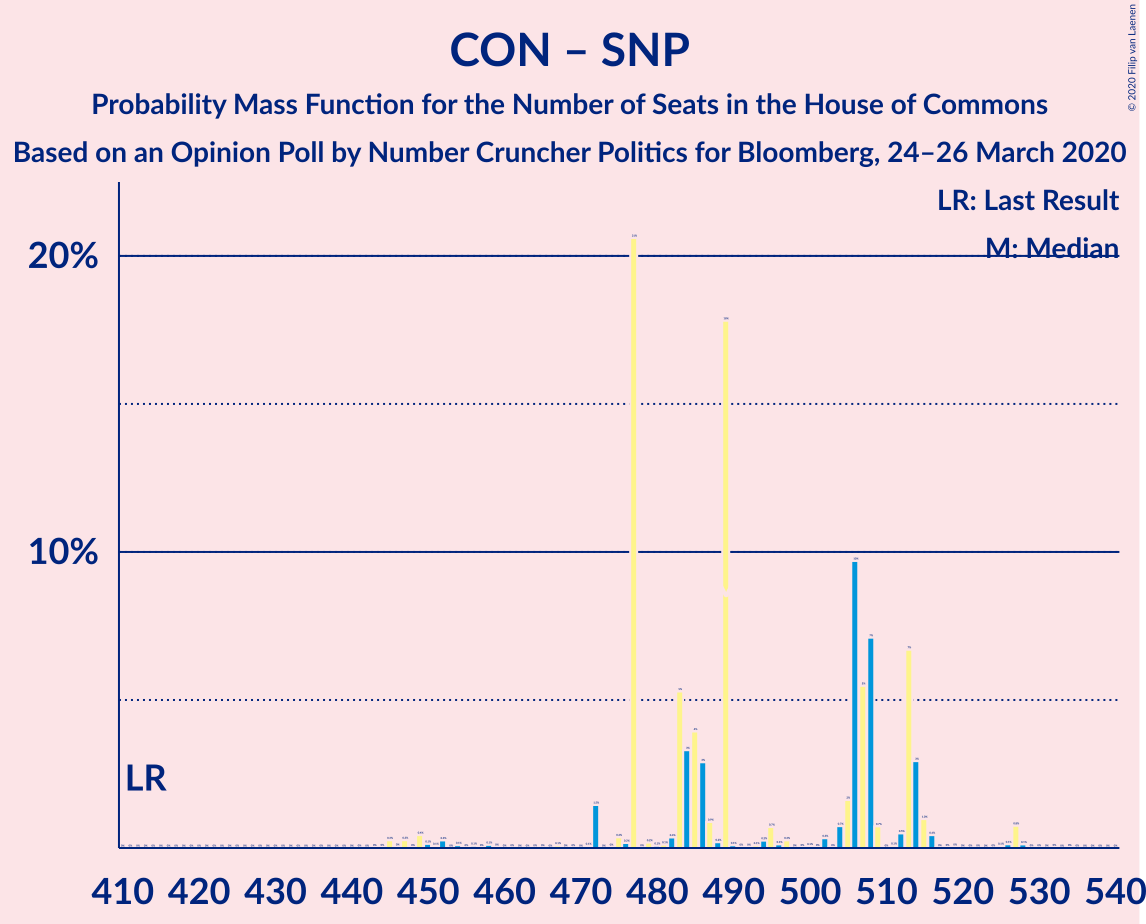 CON – SNP
Probability Mass Function for the Number of Seats in the House of Commons
Based on an Opinion Poll by Number Cruncher Politics for Bloomberg, 24–26 March 2020
© 2020 Filip van Laenen
LR: Last Result
M: Median
20%
10%
LR
410 420 430 440 450 460 470 480 490 500 510 520 530 540